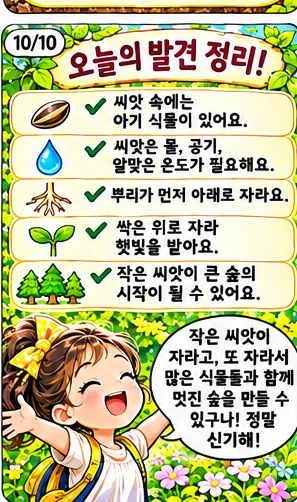 10/10
오늘의 발견 정리!
씨앗 속에는
아기 식물이 있어요.
씨앗은 물, 공기,
알맞은 온도가 필요해요.
뿌리가 먼저 아래로 자라요.
싹은 위로 자라
햇빛을 받아요.
작은 씨앗이 큰 숲의
시작이 될 수 있어요.
작은 씨앗이
자라고, 또 자라서
많은 식물들과 함께
멋진 숲을 만들 수
있구나! 정말
신기해!